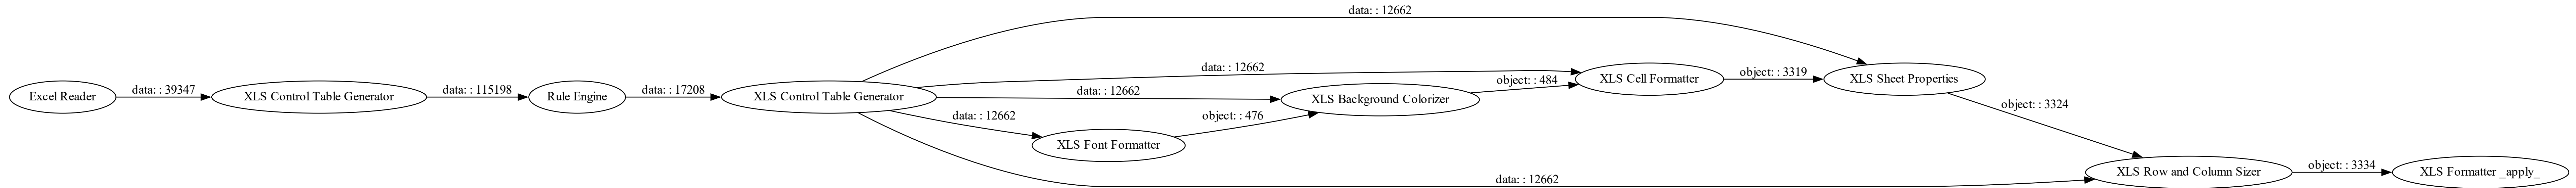 data: : 12662
data: : 12662
XLS Cell Formatter
object: : 3319
XLS Sheet Properties
object: : 484
Excel Reader
data: : 39347
XLS Control Table Generator
data: : 115198
Rule Engine
data: : 17208
XLS Control Table Generator
data: : 12662
XLS Background Colorizer
object: : 3324
data: : 12662
object: : 476
XLS Font Formatter
data: : 12662
XLS Row and Column Sizer
object: : 3334
XLS Formatter _apply_